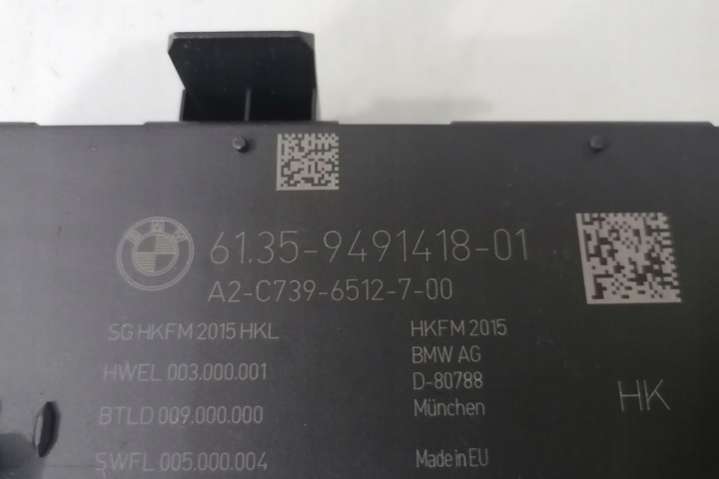 BMW
61.35-9491418-01
A2-C739-6512-7-00
SG HKFM 2015 HKL
HWEL 003.000.001
BTLD 009.000.000
SWFL 005.000.004
HKFM 2015
BMW AG
D-80788
München
Made in EU
HK